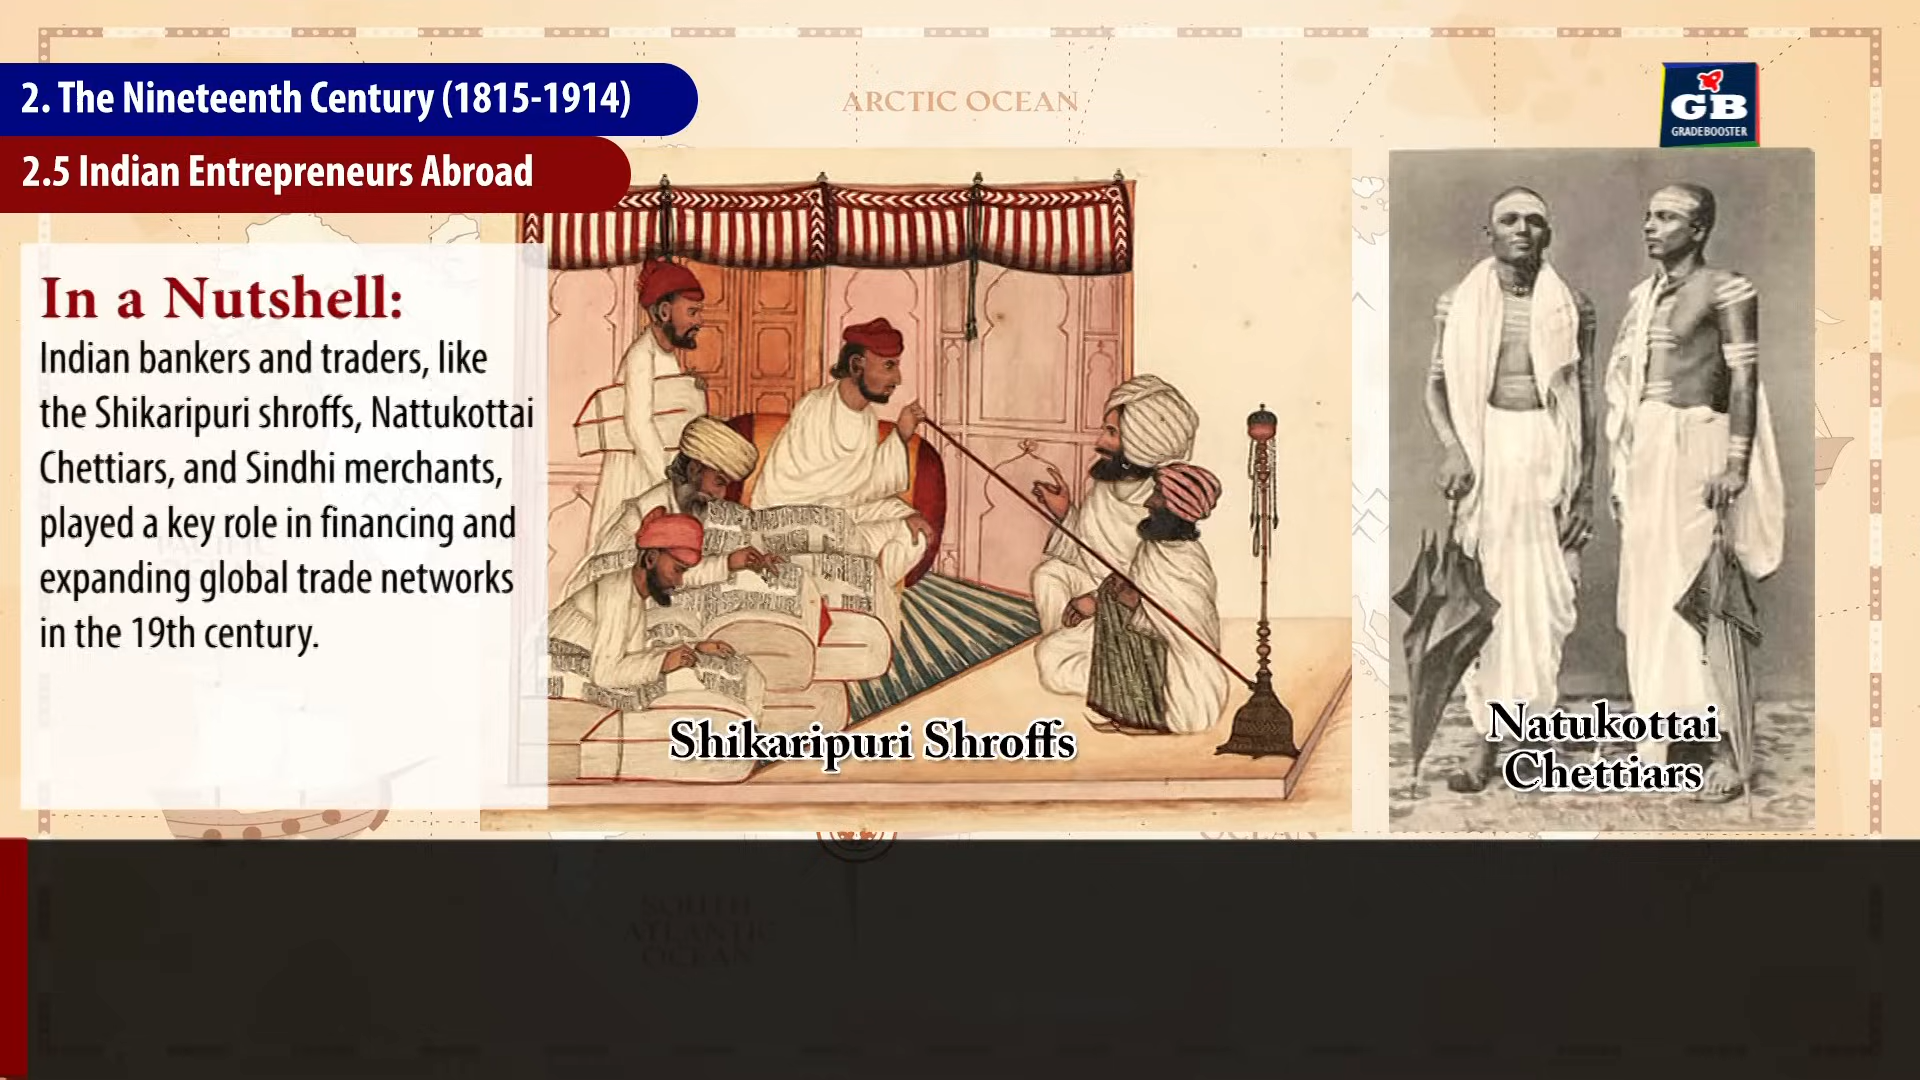 2. The Nineteenth Century (1815-1914)
2.5 Indian Entrepreneurs Abroad
ARCTIC OCEAN
GB
GRADEBOOSTER
In a Nutshell:
Indian bankers and traders, like
the Shikaripuri shroffs, Nattukottai
Chettiars, and Sindhi merchants,
played a key role in financing and
expanding global trade networks
in the 19th century.
Shikaripuri Shroffs
Natukottai
Chettiars
SOUTH
ATLANTIC
OCEAN